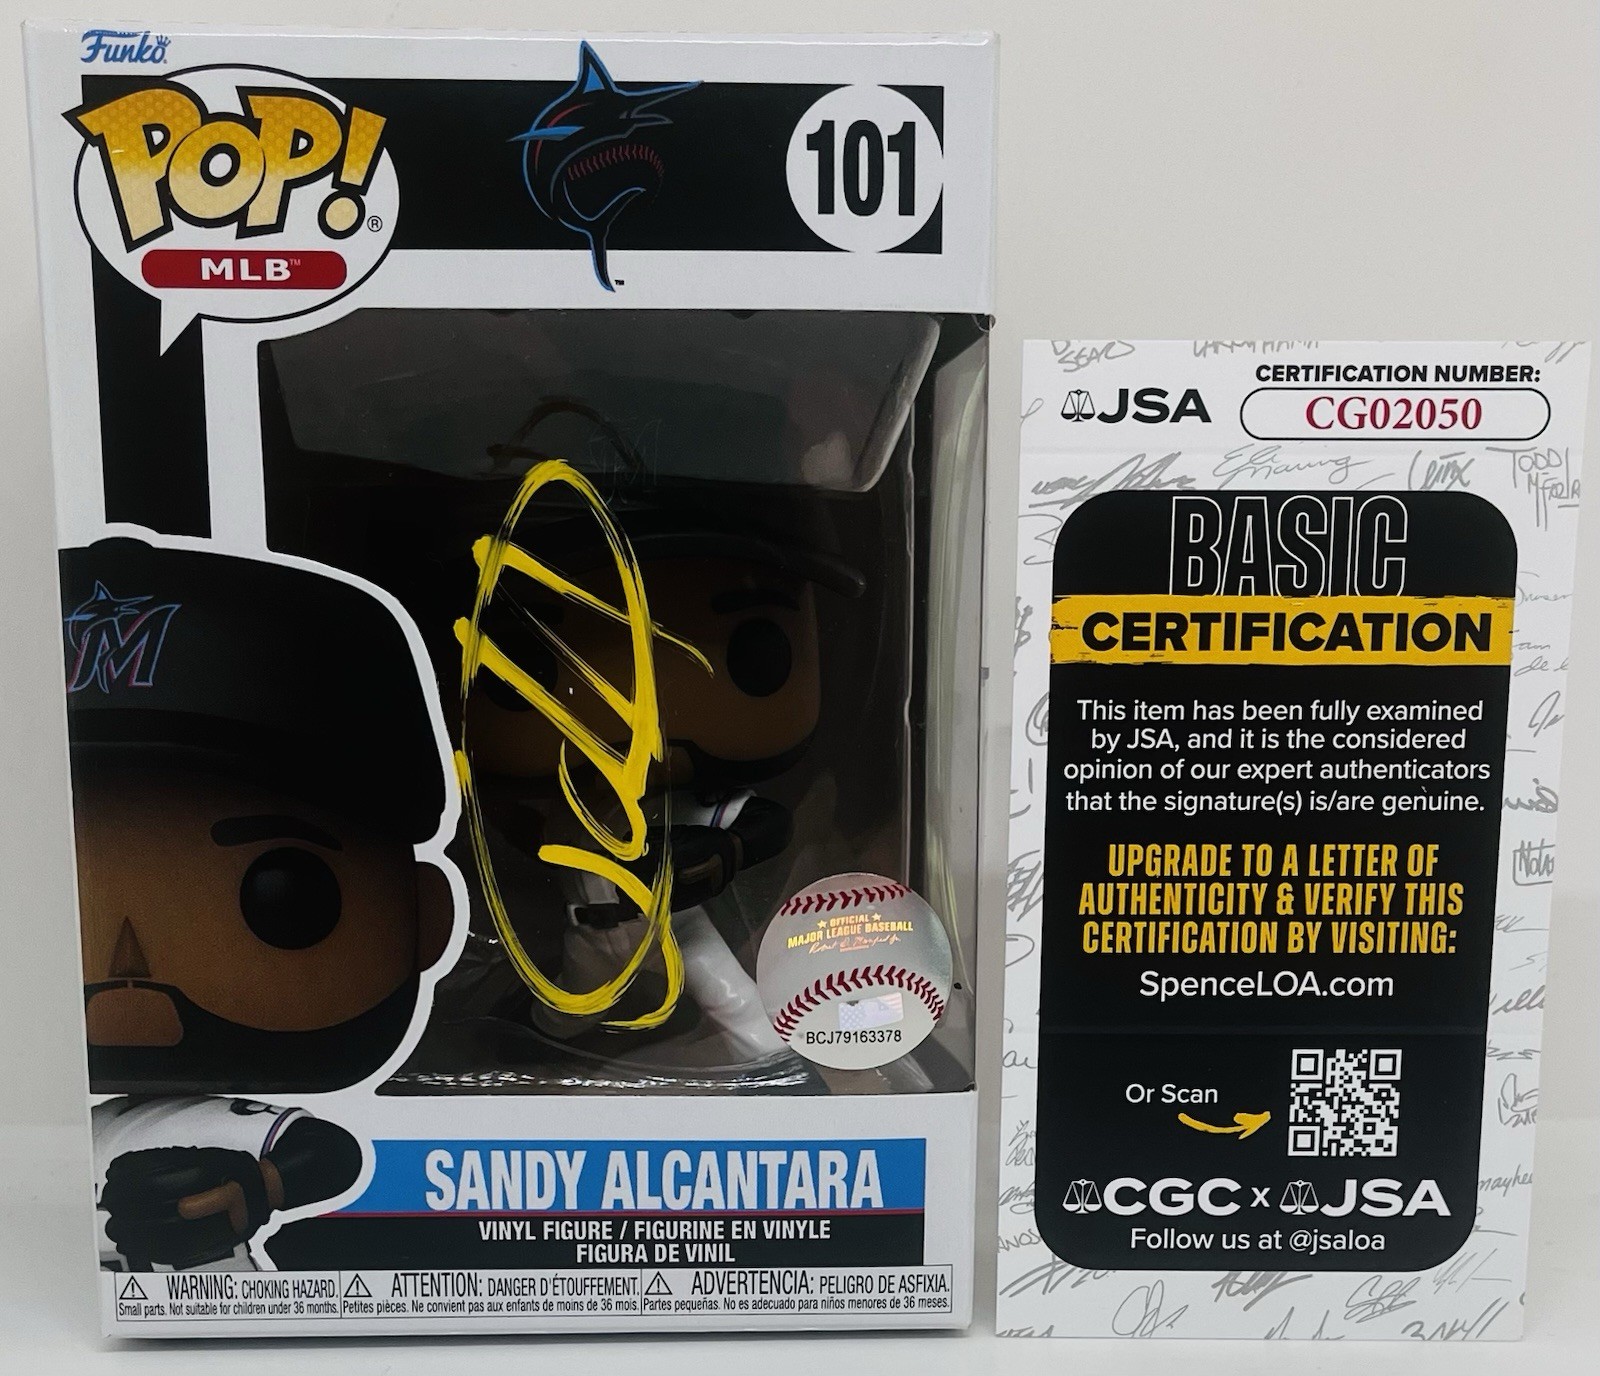 Funko
POP!
MLB™
101
M
OFFICIAL
MAJOR LEAGUE BASEBALL
BCJ79163378
SANDY ALCANTARA
VINYL FIGURE / FIGURINE EN VINYLE
FIGURA DE VINIL
WARNING: CHOKING HAZARD.
Small parts. Not suitable for children under 36 months.
ATTENTION: DANGER D'ÉTOUFFEMENT.
Petites pièces. Ne convient pas aux enfants de moins de 36 mois.
ADVERTENCIA: PELIGRO DE ASFIXIA.
Partes pequeñas. No es adecuado para niños menores de 36 meses.
JSA
CERTIFICATION NUMBER:
CG02050
BASIC
CERTIFICATION
This item has been fully examined
by JSA, and it is the considered
opinion of our expert authenticators
that the signature(s) is/are genuine.
UPGRADE TO A LETTER OF
AUTHENTICITY & VERIFY THIS
CERTIFICATION BY VISITING:
SpenceLOA.com
Or Scan
CGC x JSA
Follow us at @jsaloa